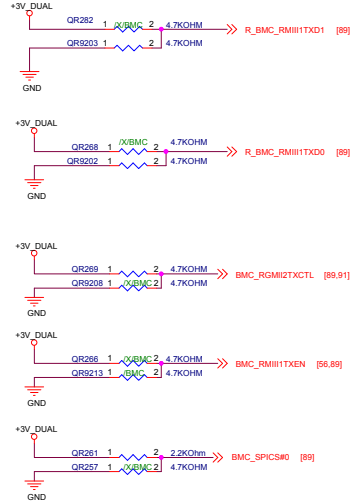 +3V_DUAL
QR282 1 /X/BMC 2 4.7KOHM
R_BMC_RMIII1TXD1 [89]
QR9203 1 2 4.7KOHM
GND
+3V_DUAL
/X/BMC
QR268 1 2 4.7KOHM
R_BMC_RMIII1TXD0 [89]
QR9202 1 2 4.7KOHM
GND
+3V_DUAL
QR269 1 2 4.7KOHM
BMC_RGMII2TXCTL [89,91]
QR9208 1 /X/BMC 2 4.7KOHM
GND
+3V_DUAL
QR266 1 /X/BMC 2 4.7KOHM
BMC_RMIII1TXEN [56,89]
QR9213 1 /BMC 2 4.7KOHM
GND
+3V_DUAL
QR261 1 2 2.2KOhm
BMC_SPICS#0 [89]
QR257 1 /X/BMC 2 4.7KOHM
GND